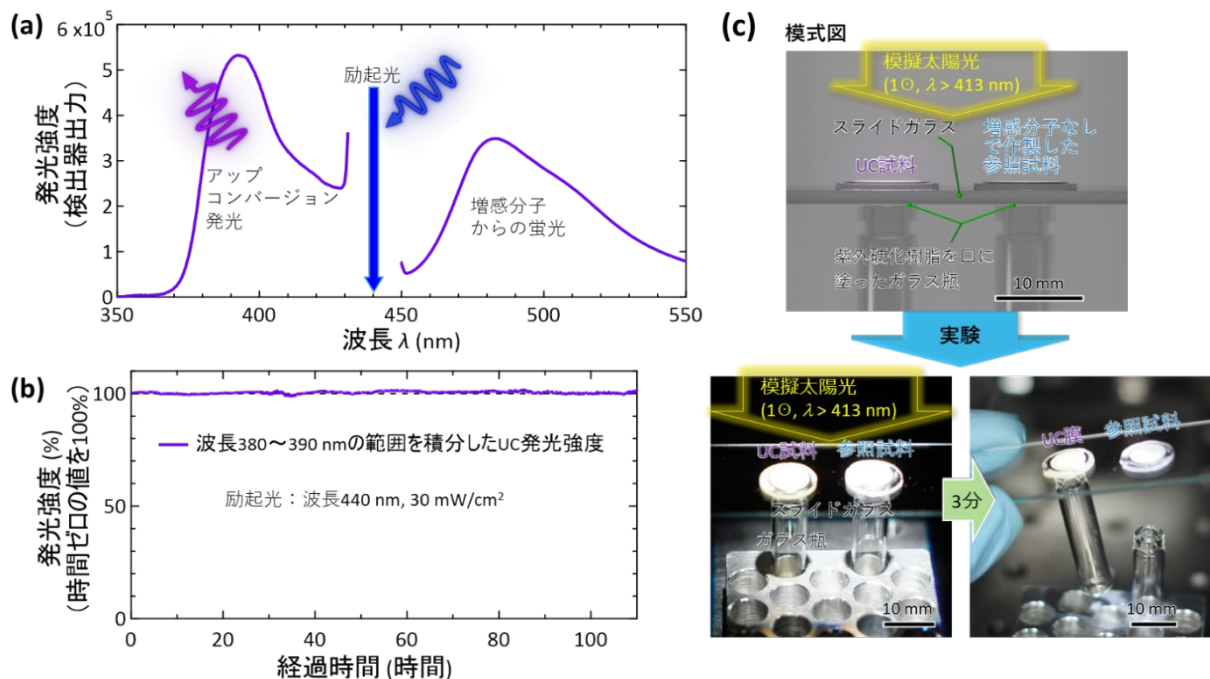 (a)
6 x10⁵
5
4
3
2
1
0
発光強度
（検出器出力）
励起光
アップ
コンバージョン
発光
増感分子
からの蛍光
350
400
450
500
550
波長 λ (nm)
(b)
100
50
0
発光強度 (%)
（時間ゼロの値を100%）
波長380～390 nmの範囲を積分したUC発光強度
励起光：波長440 nm, 30 mW/cm²
0
20
40
60
80
100
経過時間 (時間)
(c)
模式図
模擬太陽光
(1☉, λ> 413 nm)
スライドガラス
UC試料
増感分子なし
で作製した
参照試料
紫外硬化樹脂を口に
塗ったガラス瓶
10 mm
実験
模擬太陽光
(1☉, λ> 413 nm)
UC試料
参照試料
スライドガラス
ガラス瓶
10 mm
3分
UC膜
参照試料
10 mm